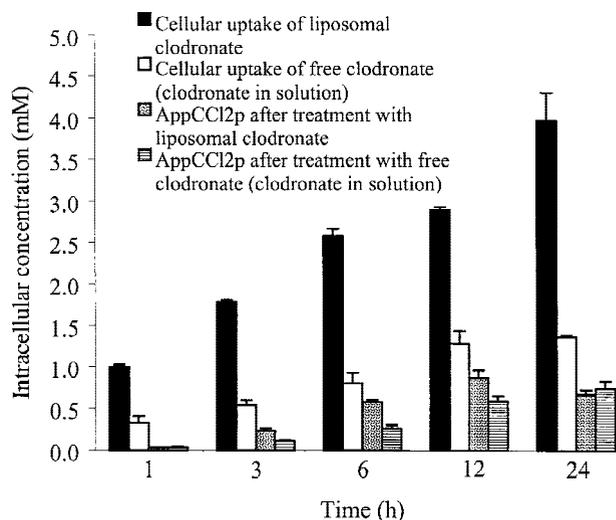 Cellular uptake of liposomal
clodronate
Cellular uptake of free clodronate
(clodronate in solution)
AppCCl2p after treatment with
liposomal clodronate
AppCCl2p after treatment with free
clodronate (clodronate in solution)
Intracellular concentration (mM)
5.0
4.5
4.0
3.5
3.0
2.5
2.0
1.5
1.0
0.5
0.0
1 3 6 12 24
Time (h)